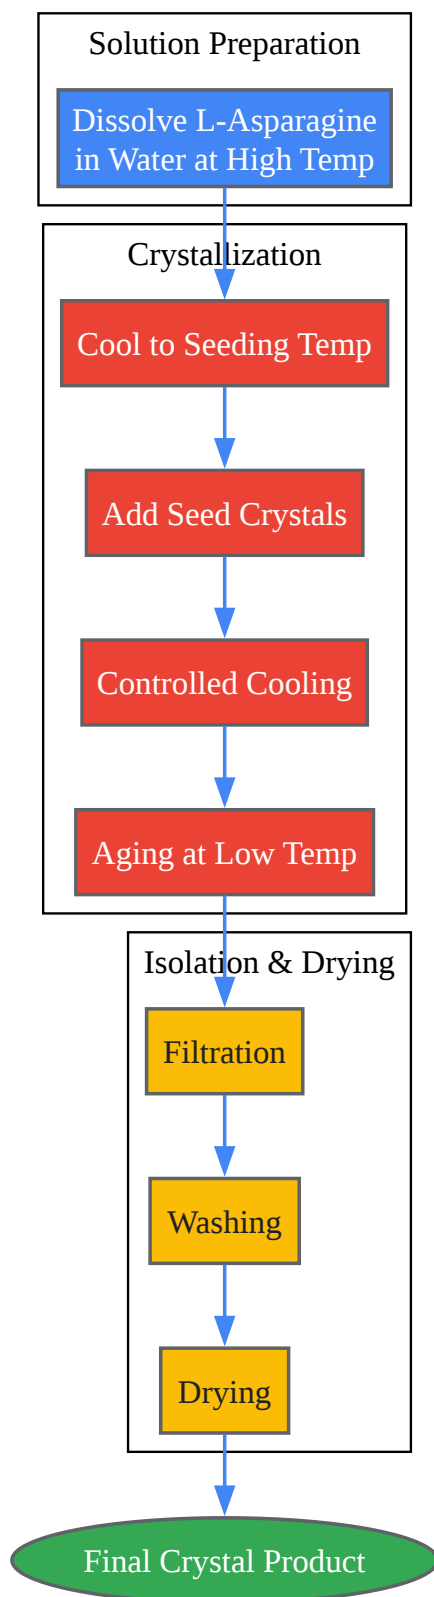 Solution Preparation
Dissolve L-Asparagine
in Water at High Temp
Crystallization
Cool to Seeding Temp
Add Seed Crystals
Controlled Cooling
Aging at Low Temp
Isolation & Drying
Filtration
Washing
Drying
Final Crystal Product